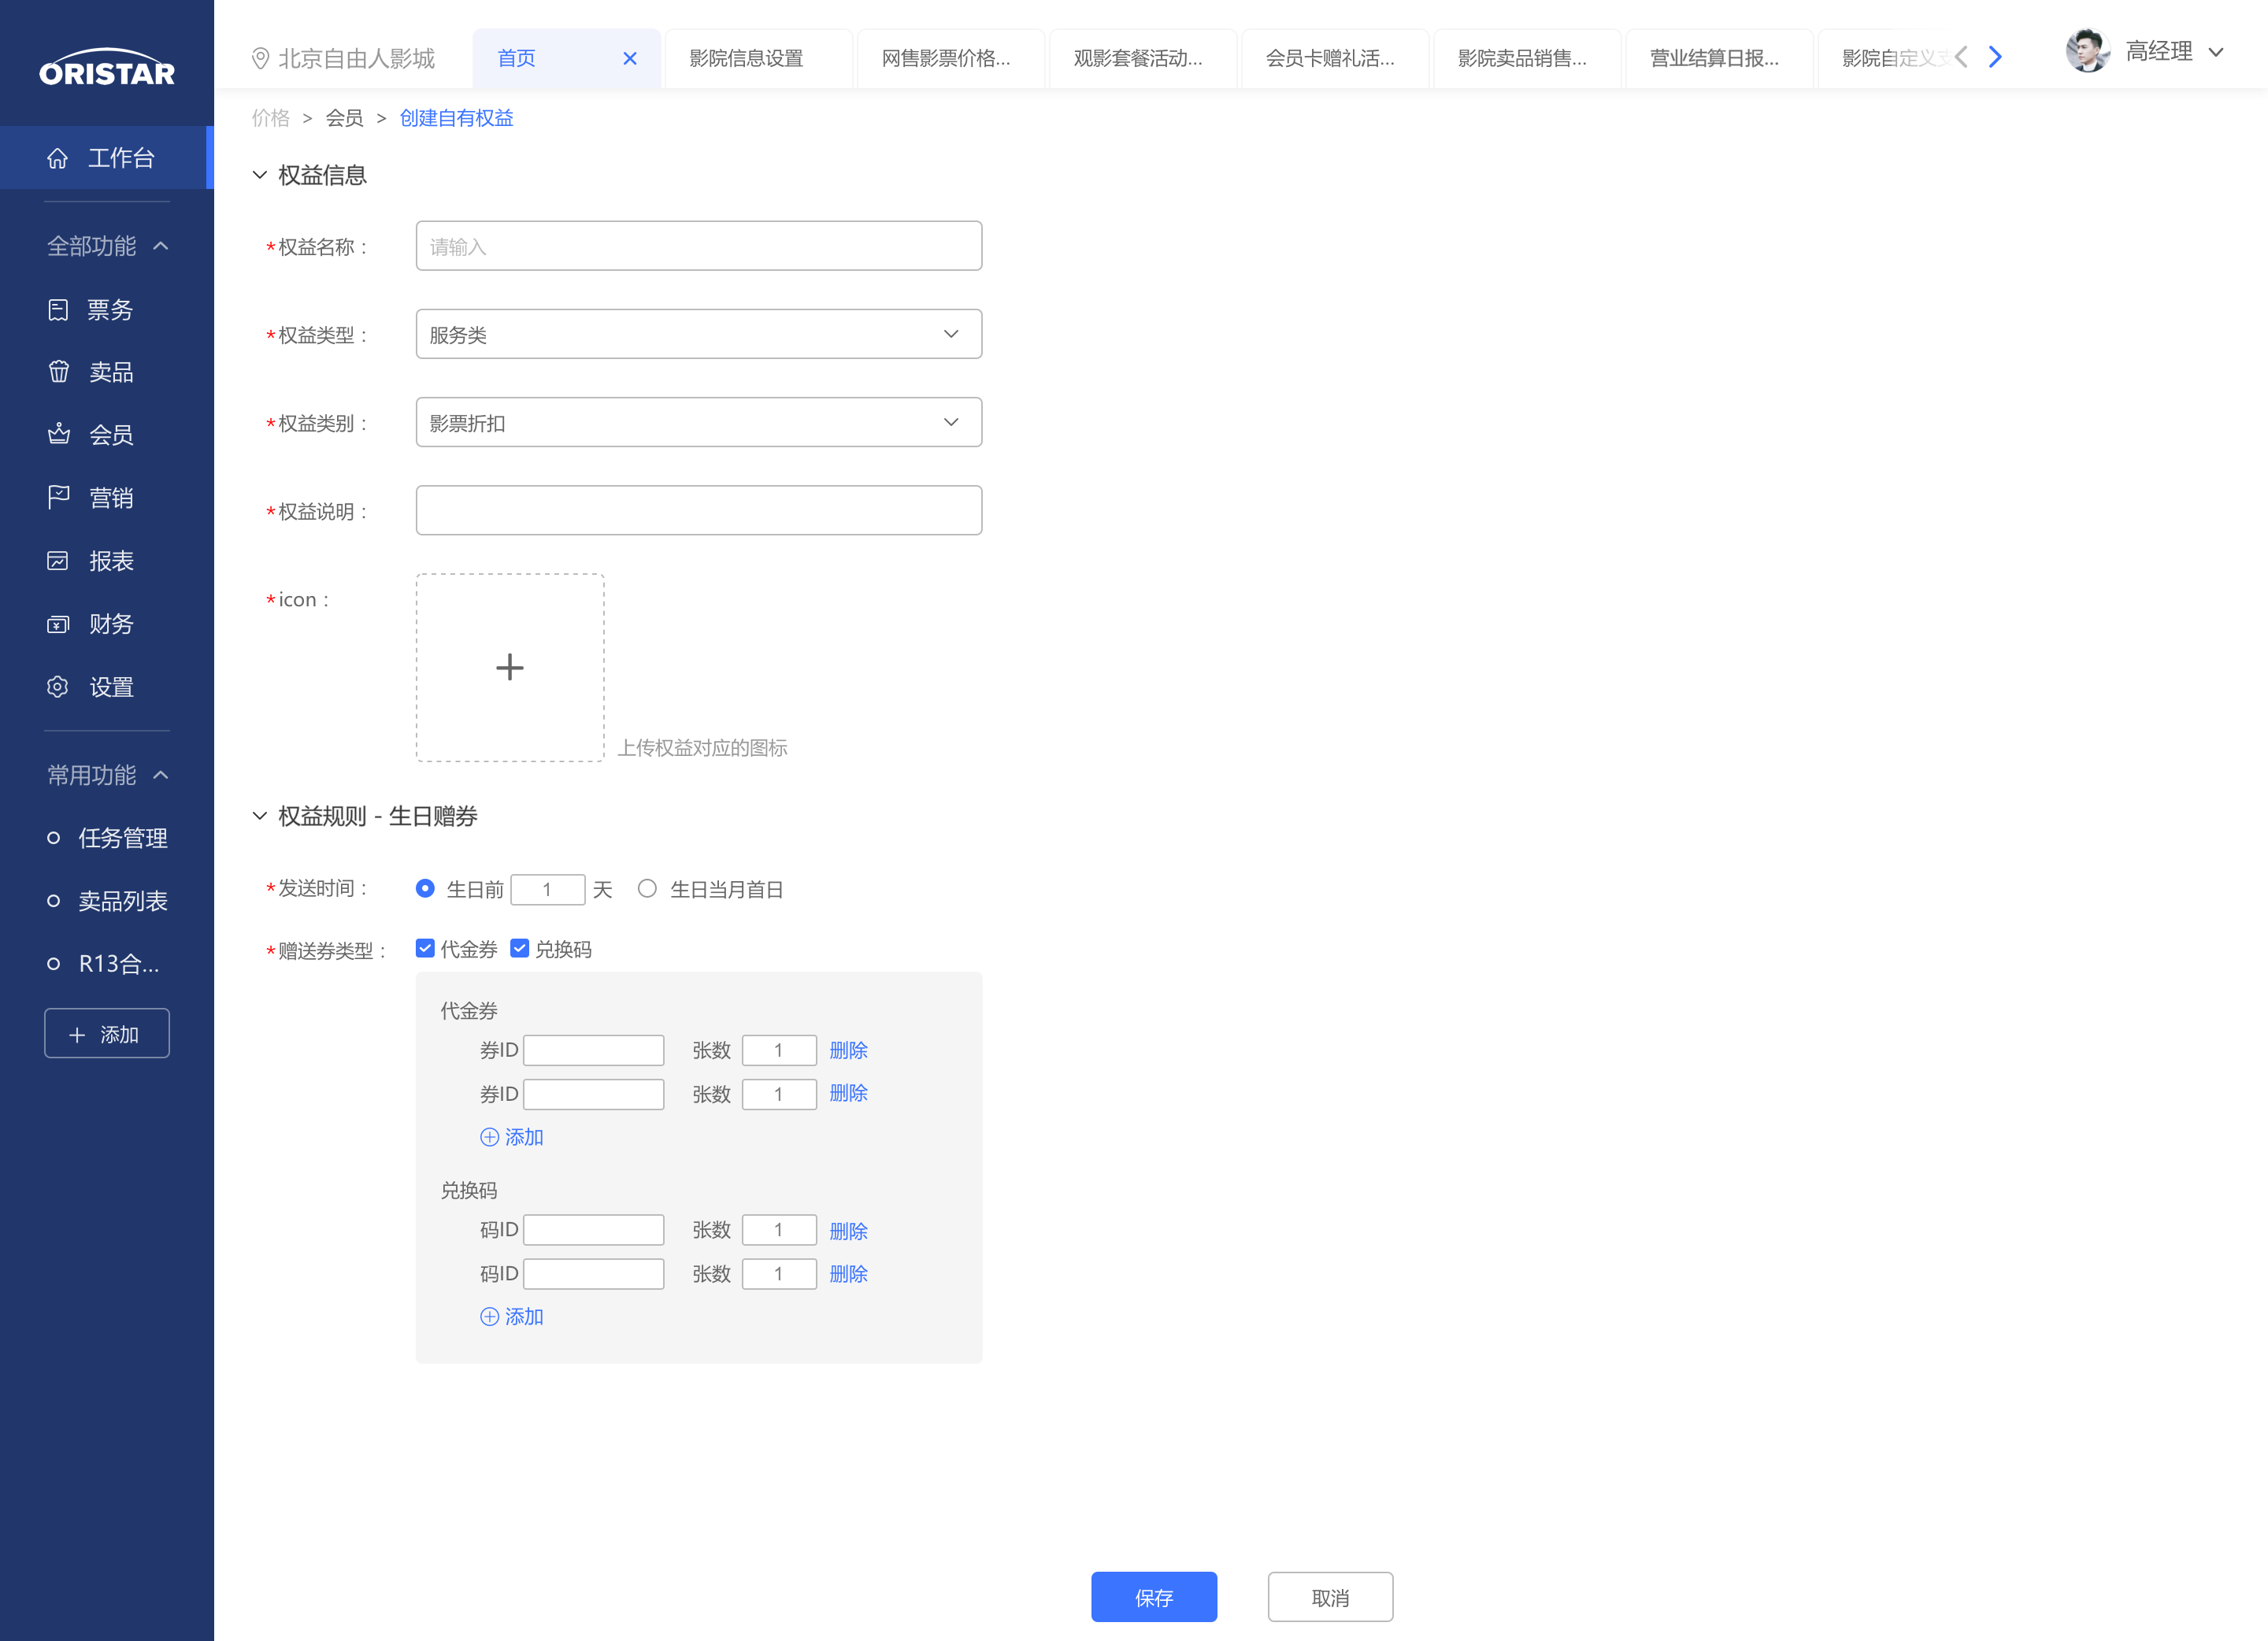 ORISTAR
工作台
全部功能
票务
卖品
会员
营销
报表
财务
设置
常用功能
任务管理
卖品列表
R13合...
添加
北京自由人影城
首页
影院信息设置
网售影票价格...
观影套餐活动...
会员卡赠礼活...
影院卖品销售...
营业结算日报...
影院自定义支
高经理
价格 > 会员 > 创建自有权益
权益信息
*权益名称： 请输入
*权益类型： 服务类
*权益类别： 影票折扣
*权益说明：
*icon：
上传权益对应的图标
权益规则 - 生日赠券
*发送时间： 生日前 1 天 生日当月首日
*赠送券类型： 代金券 兑换码
代金券
券ID 张数 1 删除
券ID 张数 1 删除
添加
兑换码
码ID 张数 1 删除
码ID 张数 1 删除
添加
保存 取消